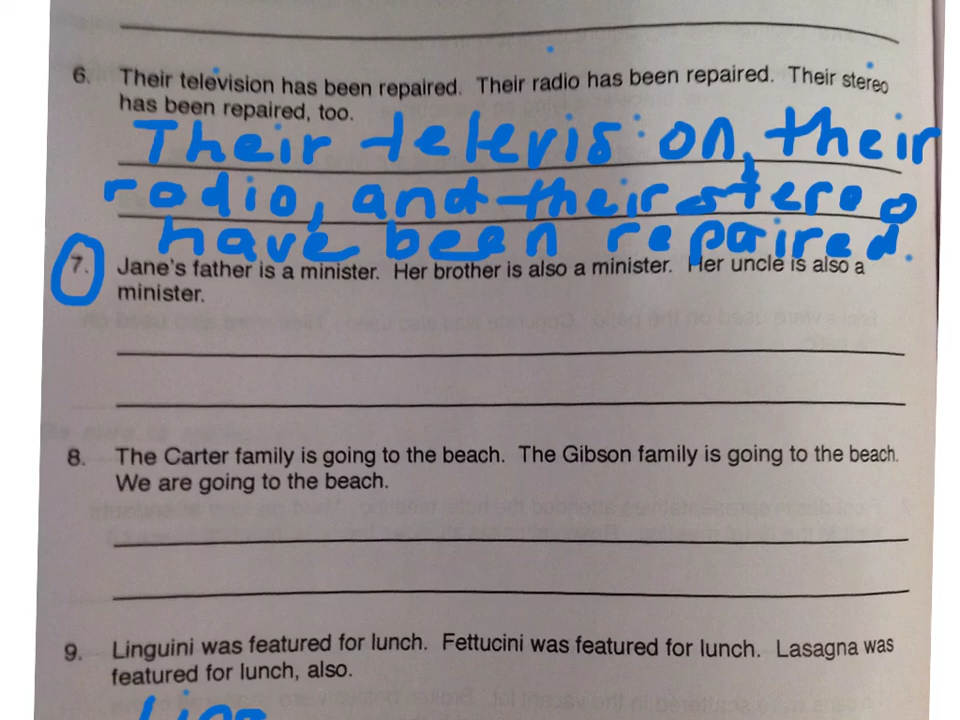 6. Their television has been repaired. Their radio has been repaired. Their stereo
has been repaired, too.
Their television, their
radio, and their stereo
have been repaired.
7. Jane's father is a minister. Her brother is also a minister. Her uncle is also a
minister.
8. The Carter family is going to the beach. The Gibson family is going to the beach.
We are going to the beach.
9. Linguini was featured for lunch. Fettucini was featured for lunch. Lasagna was
featured for lunch, also.